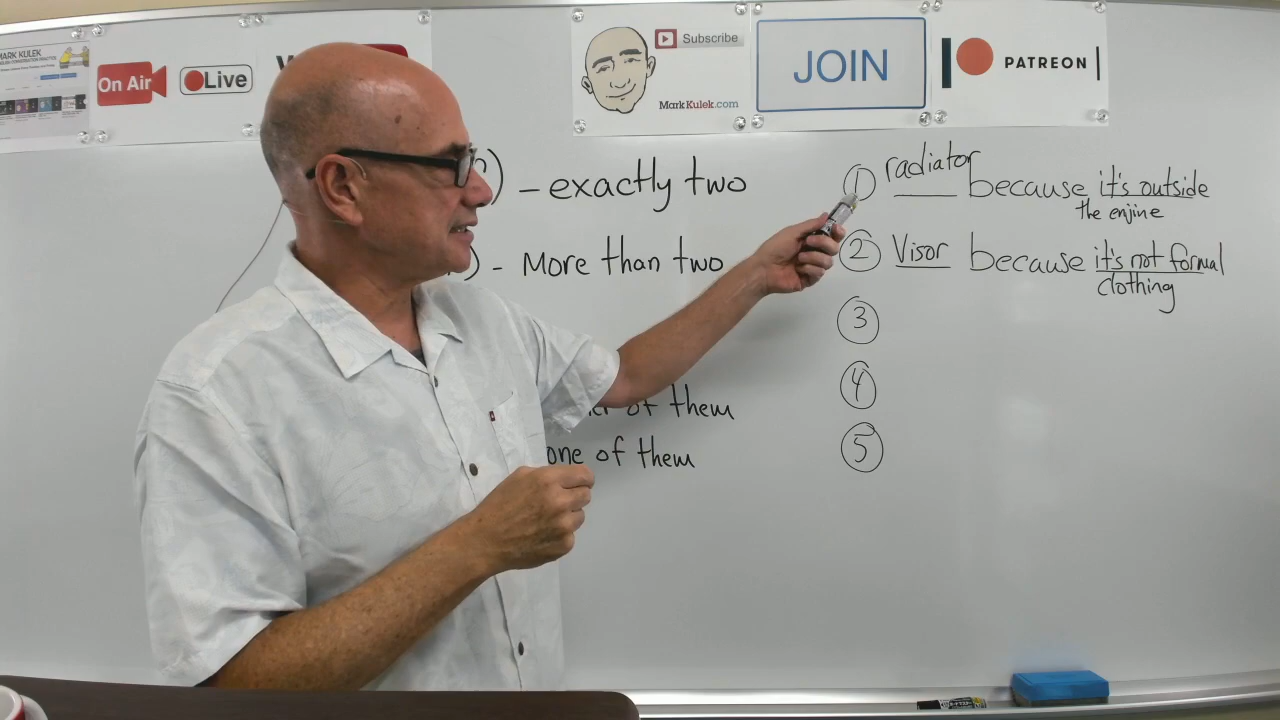 MARK KULEK
On Air
Live
Subscribe
MarkKulek.com
JOIN
PATREON
) - exactly two
) - More than two
of them
one of them
① radiator because it's outside
the enjine
② Visor because it's not formal
clothing
③
④
⑤